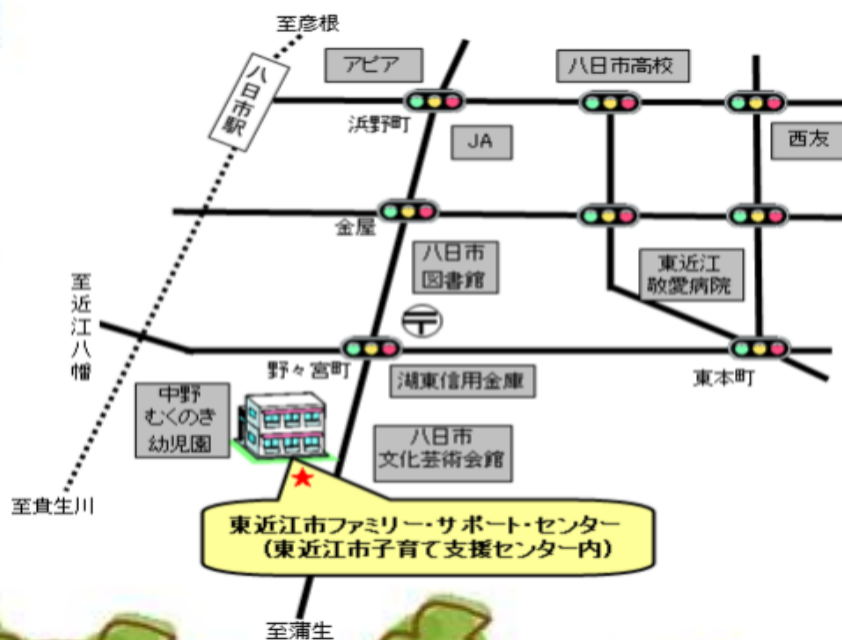 至彦根
アピア
八日市高校
八日市駅
浜野町
JA
西友
金屋
八日市
図書館
東近江
敬愛病院
至近江八幡
〒
野々宮町
東本町
湖東信用金庫
中野
むくのき
幼児園
八日市
文化芸術会館
至貴生川
東近江市ファミリー・サポート・センター
(東近江市子育て支援センター内)
至蒲生